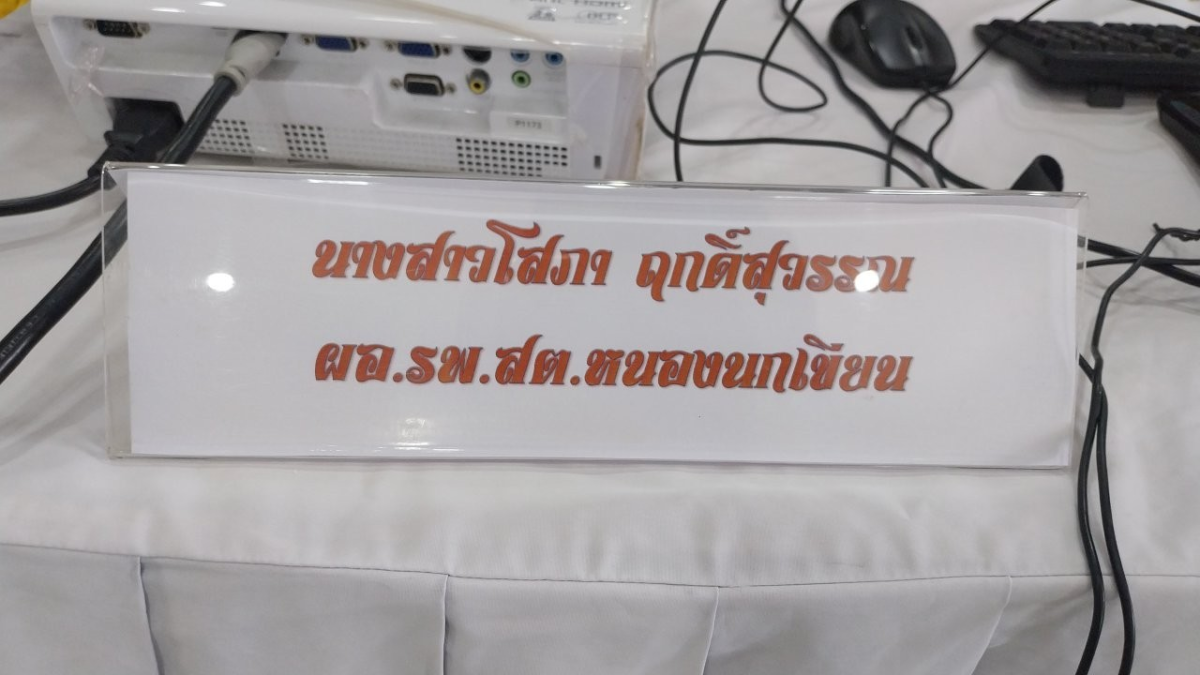 P1173
นางสาวโสภา ฤกดิ์สุวรรณ
ผอ.รพ.สต.หนองนกเขียน